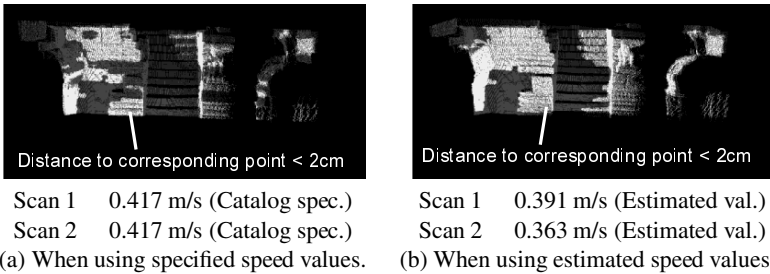 Distance to corresponding point < 2cm
Scan 1 0.417 m/s (Catalog spec.)
Scan 2 0.417 m/s (Catalog spec.)
(a) When using specified speed values.
Distance to corresponding point < 2cm
Scan 1 0.391 m/s (Estimated val.)
Scan 2 0.363 m/s (Estimated val.)
(b) When using estimated speed values